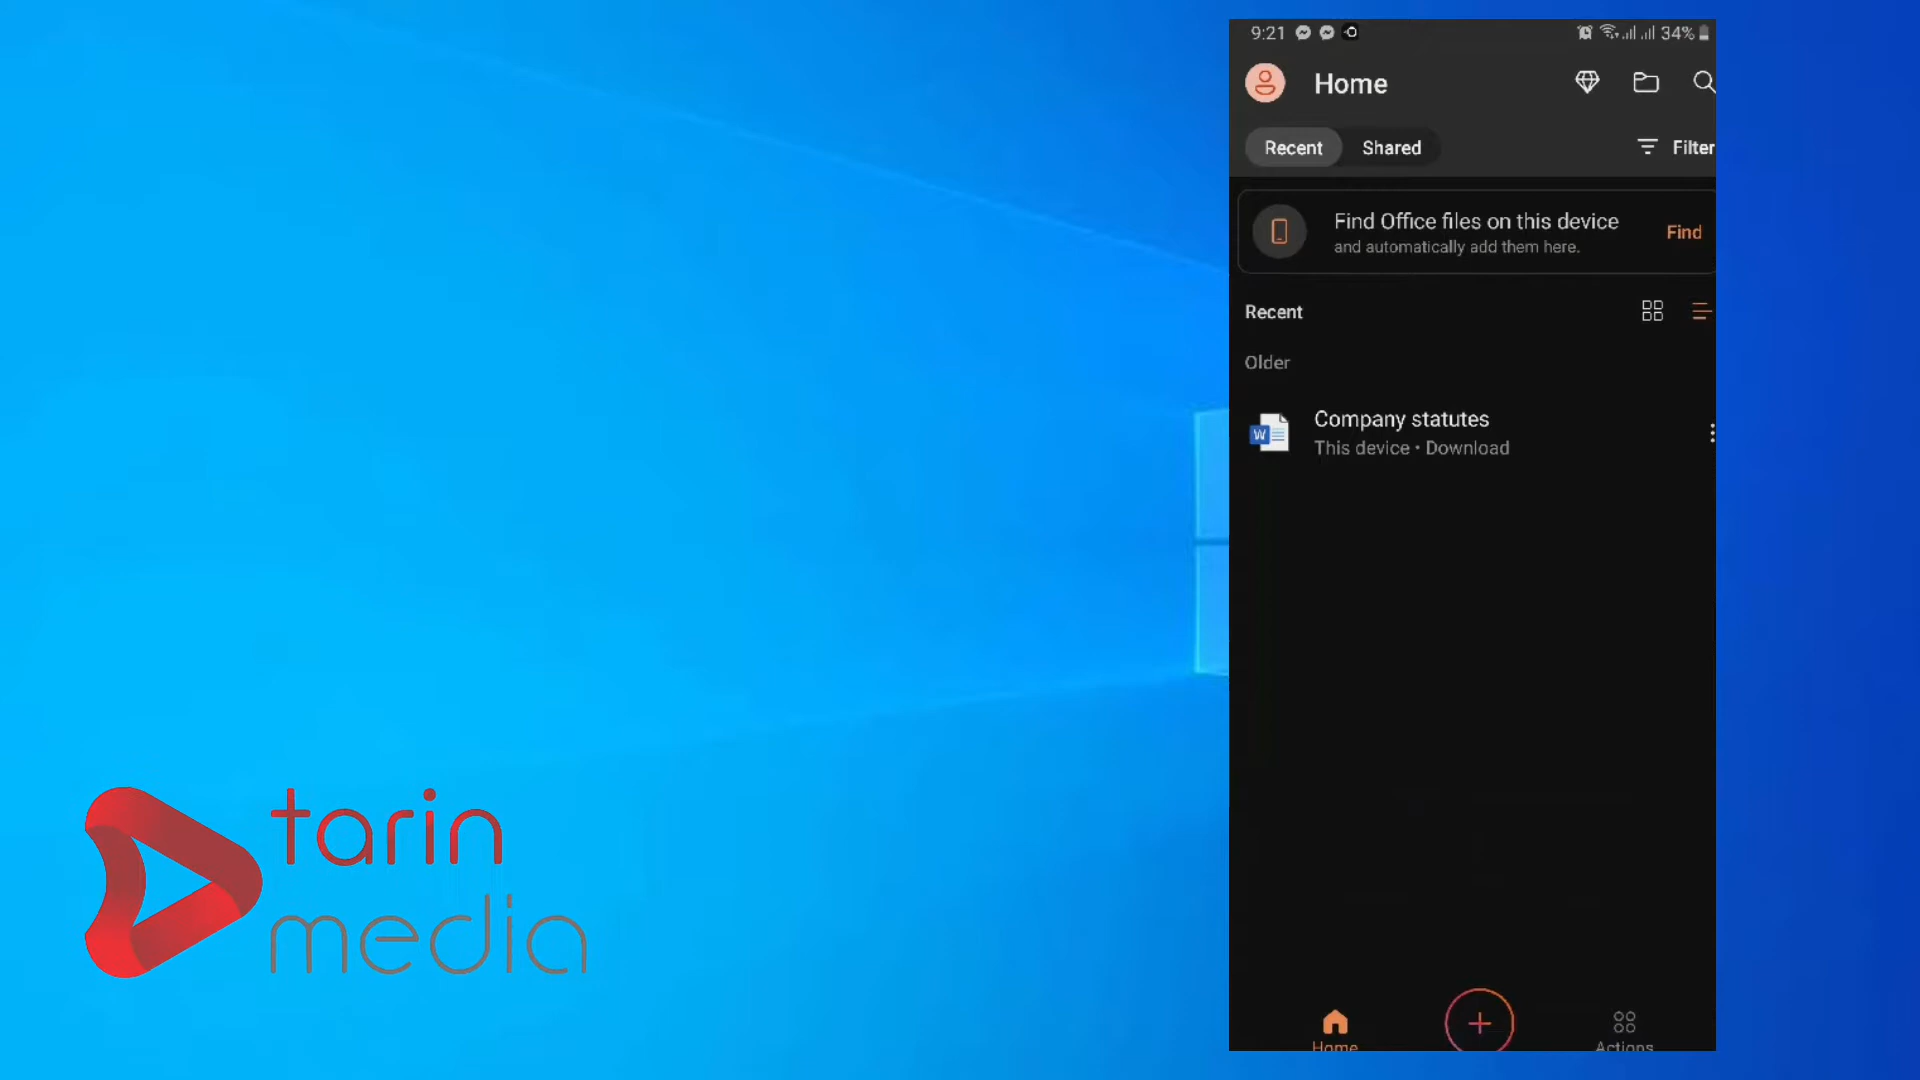 9:21
34%
Home
Recent
Shared
Filter
Find Office files on this device
and automatically add them here.
Find
Recent
Older
W
Company statutes
This device • Download
Home
Actions
tarin
media